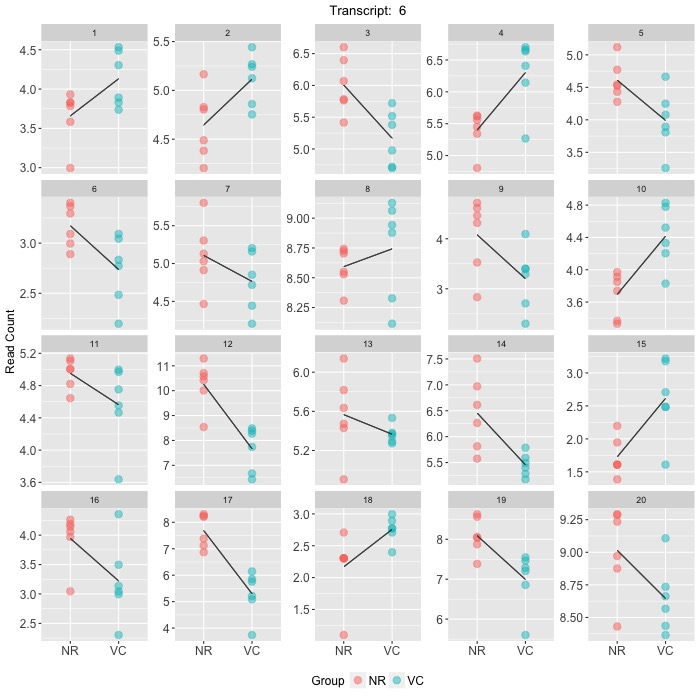 Transcript: 6
1 2 3 4 5
4.5 4.0 3.5 3.0
5.5 5.0 4.5
6.5 6.0 5.5 5.0
6.5 6.0 5.5 5.0
5.0 4.5 4.0 3.5
6 7 8 9 10
3.0 2.5
5.5 5.0 4.5
9.00 8.75 8.50 8.25
4 3
4.8 4.4 4.0 3.6
Read Count
11 12 13 14 15
5.2 4.8 4.4 4.0 3.6
11 10 9 8 7
6.0 5.6 5.2
7.5 7.0 6.5 6.0 5.5
3.0 2.5 2.0 1.5
16 17 18 19 20
4.0 3.5 3.0 2.5
8 7 6 5 4
3.0 2.5 2.0 1.5
8 7 6
9.25 9.00 8.75 8.50
NR VC NR VC NR VC NR VC NR VC
Group NR VC